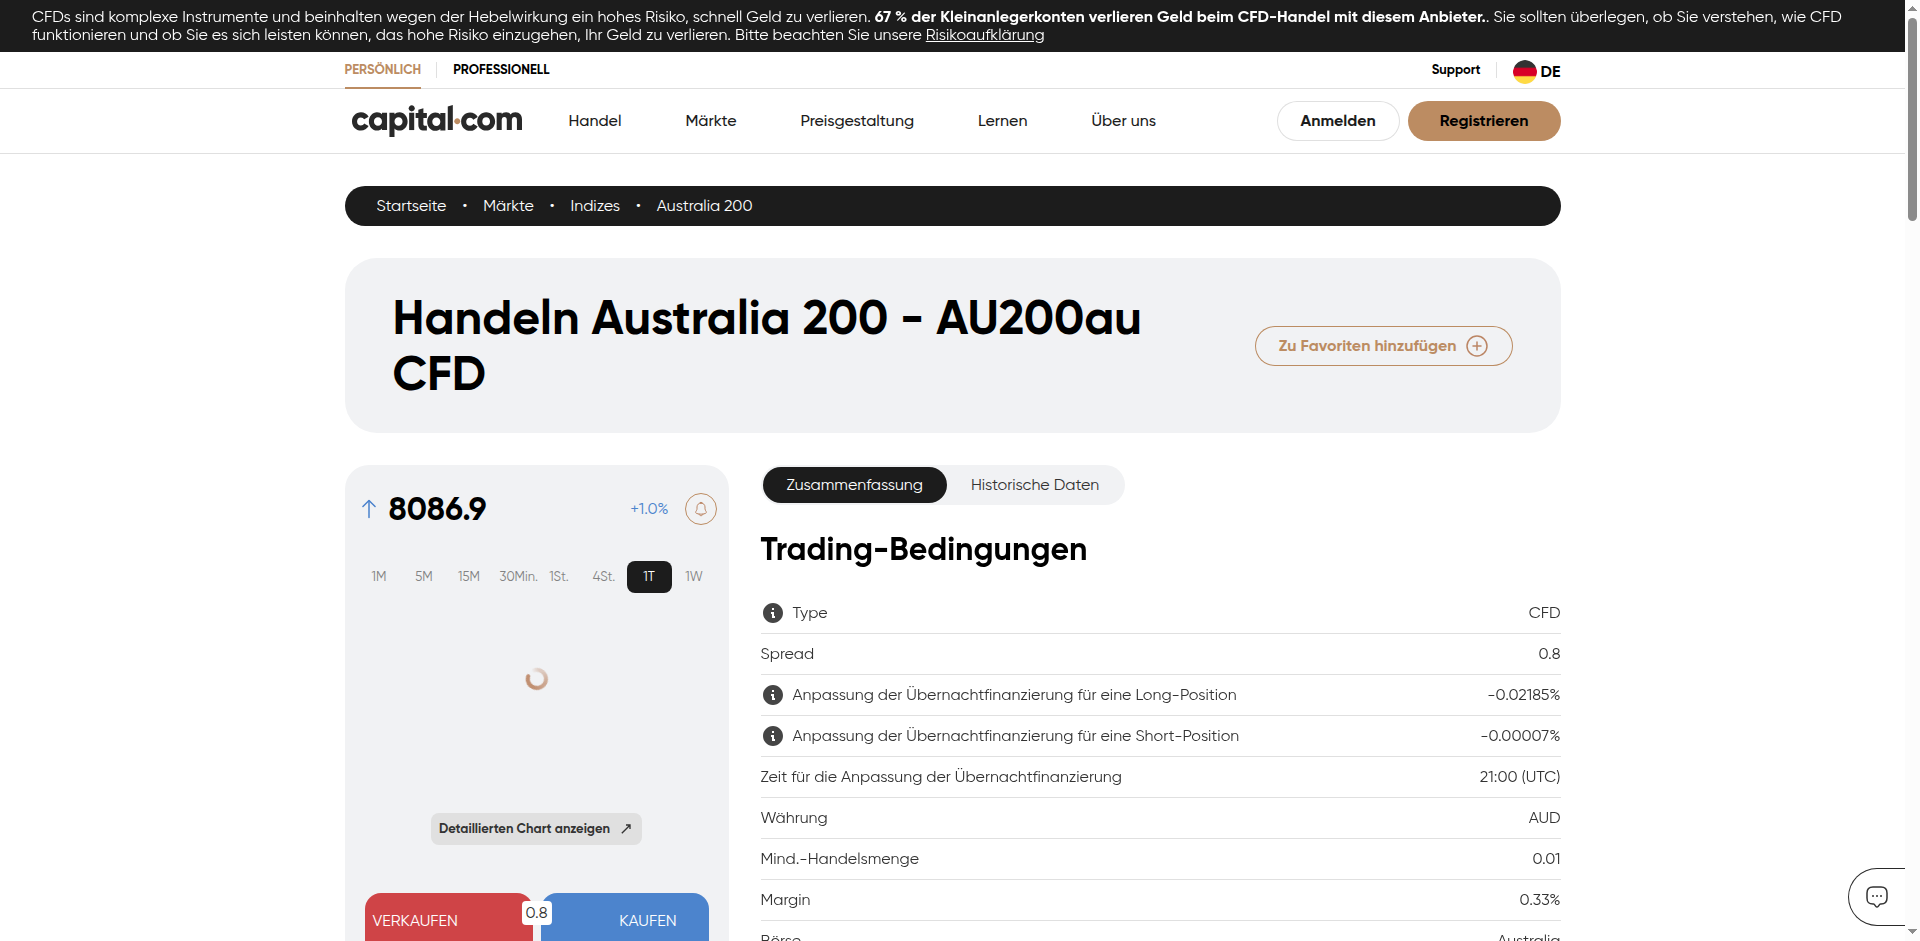 CFDs sind komplexe Instrumente und beinhalten wegen der Hebelwirkung ein hohes Risiko, schnell Geld zu verlieren. 67 % der Kleinanlegerkonten verlieren Geld beim CFD-Handel mit diesem Anbieter.. Sie sollten überlegen, ob Sie verstehen, wie CFD
funktionieren und ob Sie es sich leisten können, das hohe Risiko einzugehen, Ihr Geld zu verlieren. Bitte beachten Sie unsere Risikoaufklärung
PERSÖNLICH PROFESSIONELL Support DE
capital.com Handel Märkte Preisgestaltung Lernen Über uns Anmelden Registrieren
Startseite • Märkte • Indizes • Australia 200
Handeln Australia 200 - AU200au
CFD
Zu Favoriten hinzufügen
8086.9 +1.0%
1M 5M 15M 30Min. 1St. 4St. 1T 1W
Detaillierten Chart anzeigen
VERKAUFEN 0.8 KAUFEN
Zusammenfassung Historische Daten
Trading-Bedingungen
Type CFD
Spread 0.8
Anpassung der Übernachtfinanzierung für eine Long-Position -0.02185%
Anpassung der Übernachtfinanzierung für eine Short-Position -0.00007%
Zeit für die Anpassung der Übernachtfinanzierung 21:00 (UTC)
Währung AUD
Mind.-Handelsmenge 0.01
Margin 0.33%
Börse Australia